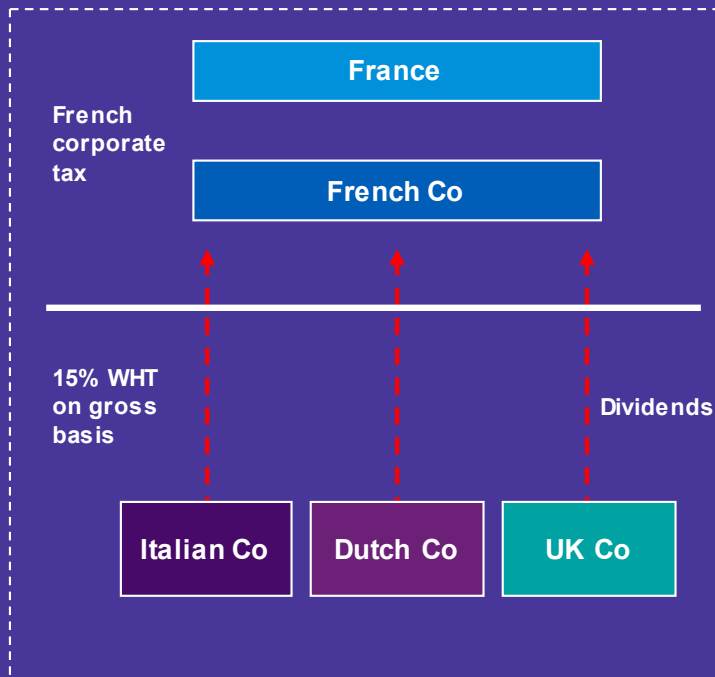 France
French
corporate
tax
French Co
15% WHT
on gross
basis
Dividends
Italian Co
Dutch Co
UK Co